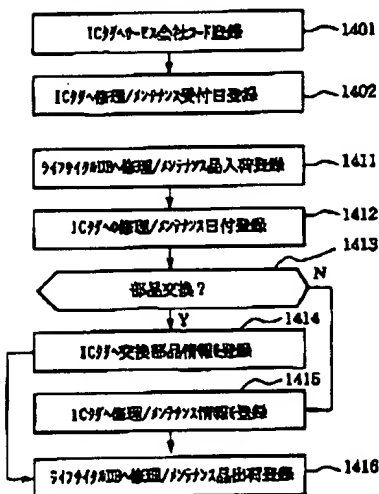 ICタグへサービス会社コード登録
1401
ICタグへ修理/メンテナンス受付日登録
1402
ライフサイクルDBへ修理/メンテナンス品入荷登録
1411
ICタグへの修理/メンテナンス日付登録
1412
1413
部品交換?
N
Y
1414
ICタグへ交換部品情報を登録
1415
ICタグへ修理/メンテナンス情報を登録
ライフサイクルDBへ修理/メンテナンス品出荷登録
1416